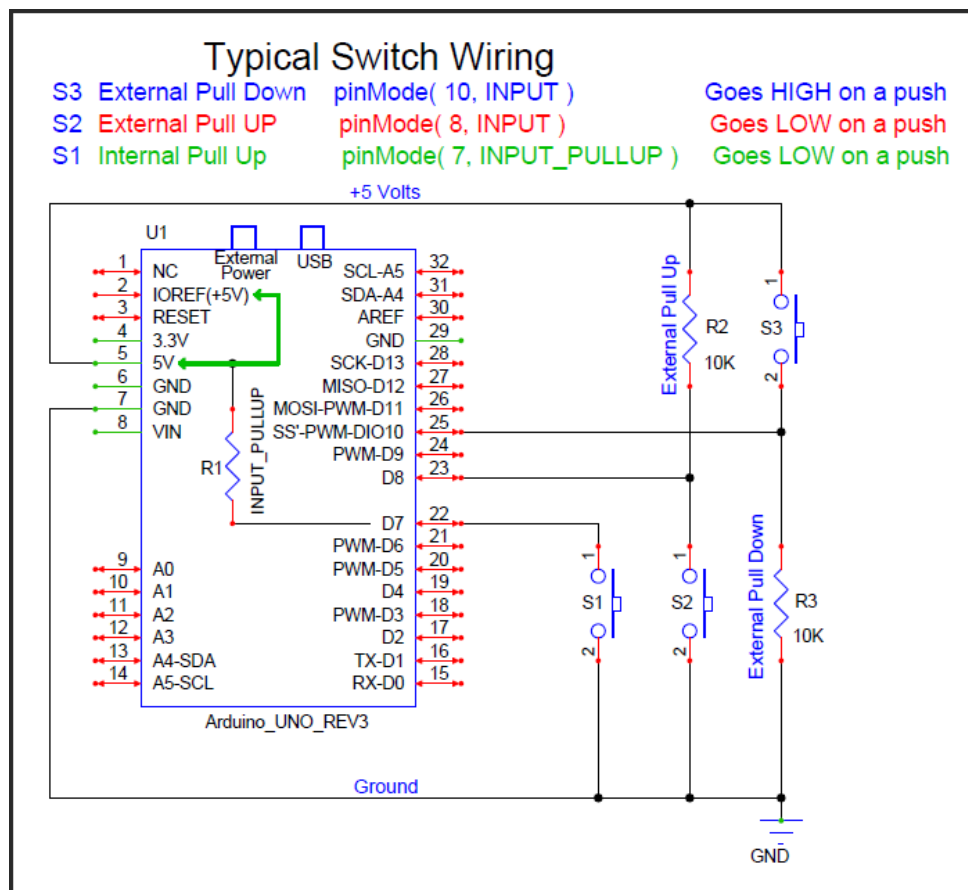 Typical Switch Wiring
S3 External Pull Down pinMode( 10, INPUT ) Goes HIGH on a push
S2 External Pull UP pinMode( 8, INPUT ) Goes LOW on a push
S1 Internal Pull Up pinMode( 7, INPUT_PULLUP ) Goes LOW on a push
+5 Volts
U1
External
Power
USB
1 NC
2 IOREF(+5V)
3 RESET
4 3.3V
5 5V
6 GND
7 GND
8 VIN
R1
INPUT_PULLUP
9 A0
10 A1
11 A2
12 A3
13 A4-SDA
14 A5-SCL
SCL-A5 32
SDA-A4 31
AREF 30
GND 29
SCK-D13 28
MISO-D12 27
MOSI-PWM-D11 26
SS'-PWM-DIO10 25
PWM-D9 24
D8 23
D7 22
PWM-D6 21
PWM-D5 20
D4 19
PWM-D3 18
D2 17
TX-D1 16
RX-D0 15
Arduino_UNO_REV3
External Pull Up
R2
10K
1
S3
2
1
S1
2
1
S2
2
External Pull Down
R3
10K
Ground
GND